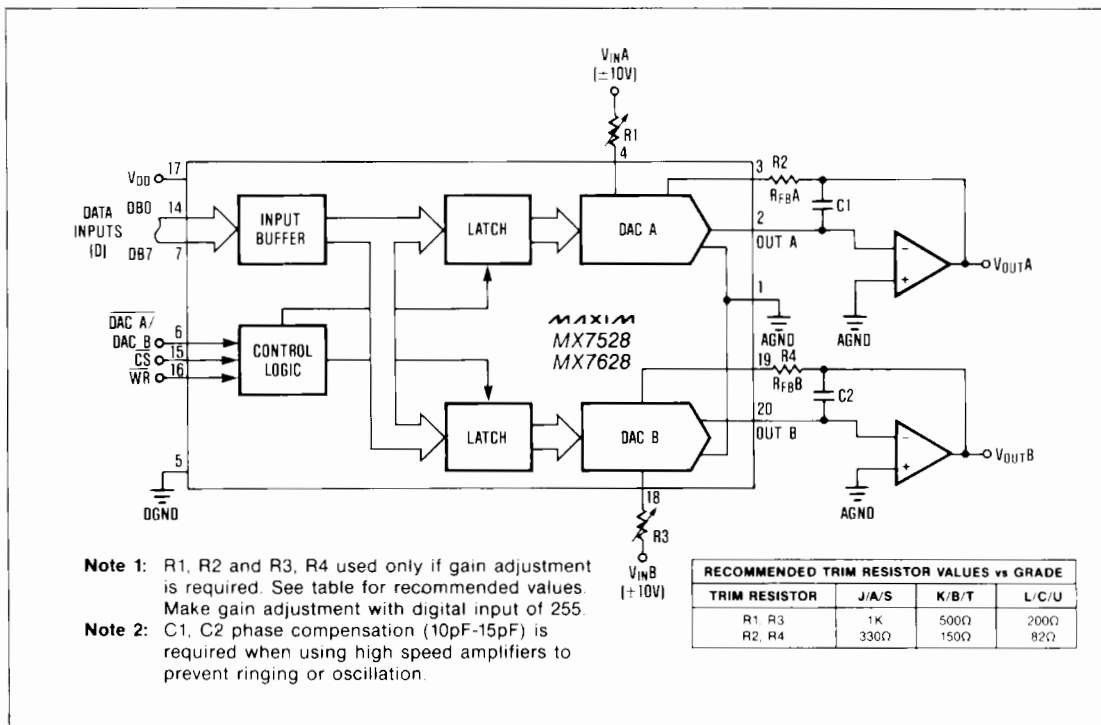 VINA
(±10V)
R1
4
17
VDD
DATA
INPUTS
(D)
DB0
14
DB7
7
INPUT
BUFFER
LATCH
DAC A
3
R2
RFBA
C1
2
OUT A
−
+
VOUTA
1
AGND
AGND
MAXIM
MX7528
MX7628
DAC A/
DAC B
6
CS
15
WR
16
CONTROL
LOGIC
LATCH
DAC B
19
R4
RFBB
C2
20
OUT B
−
+
VOUTB
AGND
5
DGND
18
R3
VINB
(±10V)
Note 1: R1, R2 and R3, R4 used only if gain adjustment
is required. See table for recommended values.
Make gain adjustment with digital input of 255.
Note 2: C1, C2 phase compensation (10pF-15pF) is
required when using high speed amplifiers to
prevent ringing or oscillation.
RECOMMENDED TRIM RESISTOR VALUES vs GRADE
TRIM RESISTOR J/A/S K/B/T L/C/U
R1, R3 1K 500Ω 200Ω
R2, R4 330Ω 150Ω 82Ω